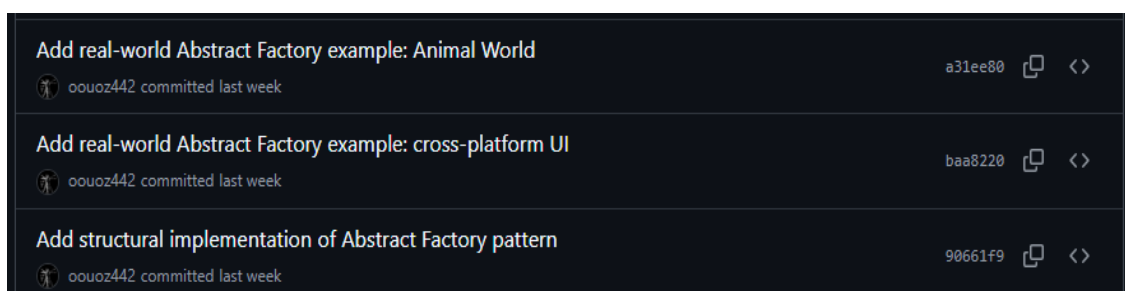 Add real-world Abstract Factory example: Animal World
a31ee80
oouoz442 committed last week
Add real-world Abstract Factory example: cross-platform UI
baa8220
oouoz442 committed last week
Add structural implementation of Abstract Factory pattern
90661f9
oouoz442 committed last week